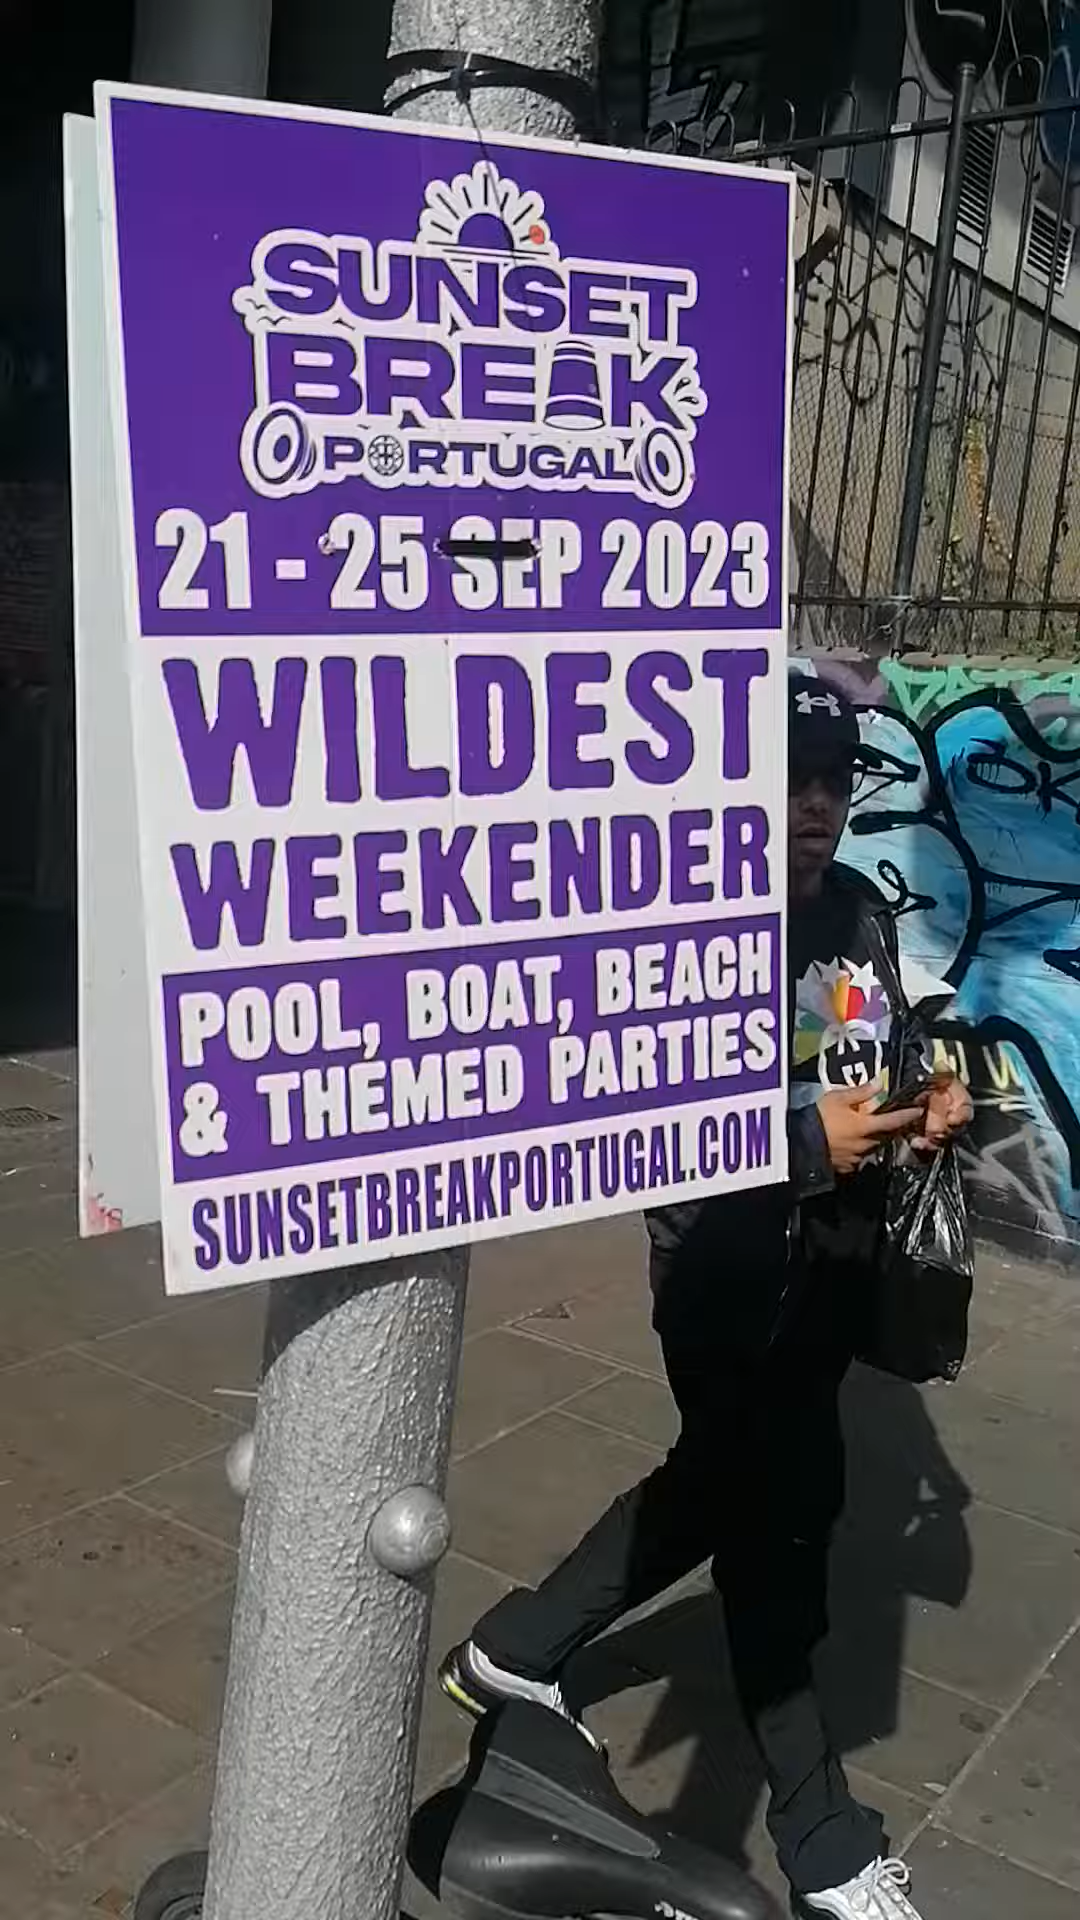 SUNSET
BREAK
PORTUGAL
21 - 25 SEP 2023
WILDEST
WEEKENDER
POOL, BOAT, BEACH
& THEMED PARTIES
SUNSETBREAKPORTUGAL.COM